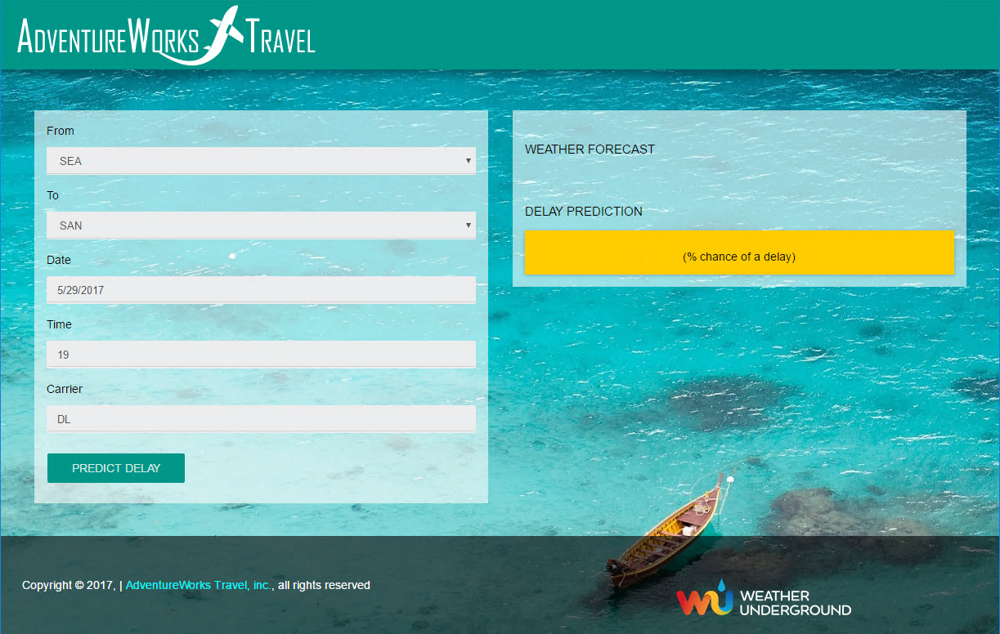 ADVENTUREWORKS TRAVEL
From
SEA
To
SAN
Date
5/29/2017
Time
19
Carrier
DL
PREDICT DELAY
WEATHER FORECAST
DELAY PREDICTION
(% chance of a delay)
Copyright © 2017, | AdventureWorks Travel, inc., all rights reserved
WU WEATHER
UNDERGROUND